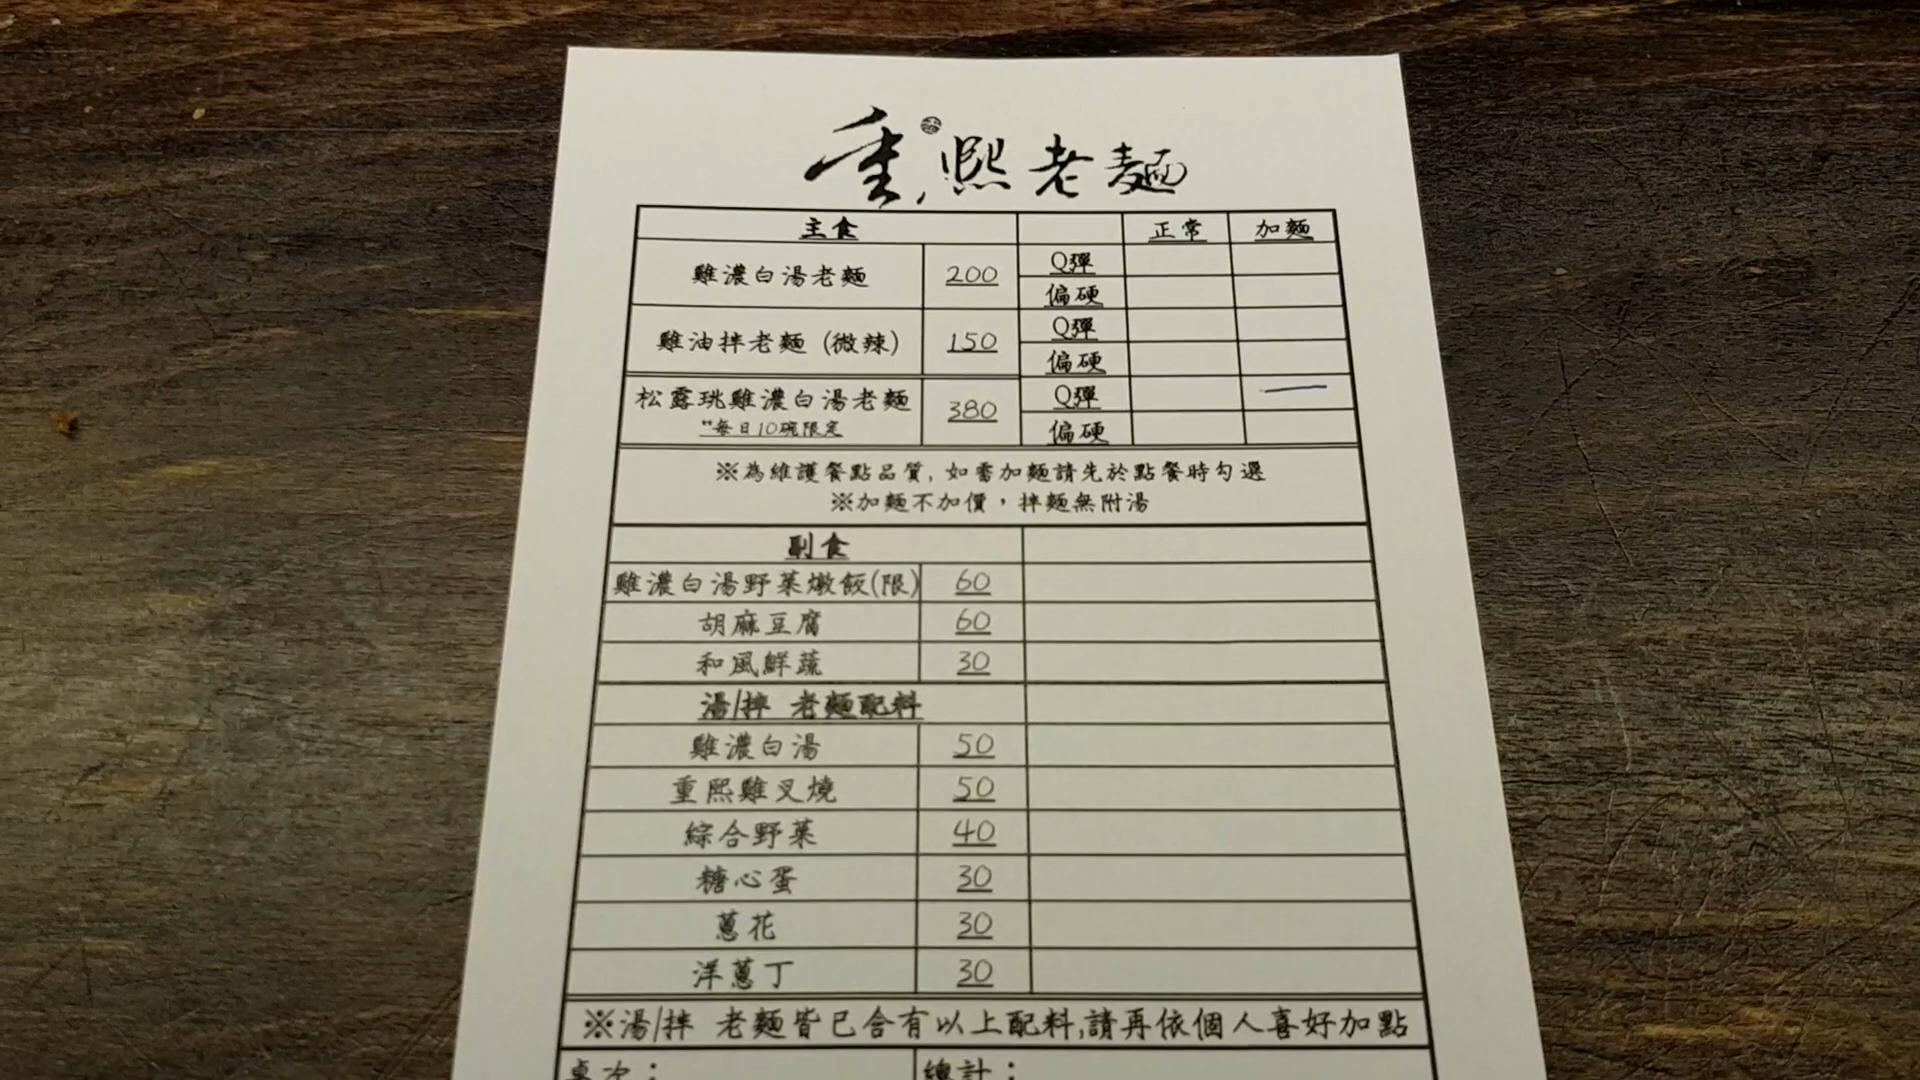 重熙老麵
主食 正常 加麵
雞濃白湯老麵 200 Q彈
偏硬
雞油拌老麵 (微辣) 150 Q彈
偏硬
松露珧雞濃白湯老麵 380 Q彈
**每日10碗限定 偏硬
※為維護餐點品質, 如需加麵請先於點餐時勾選
※加麵不加價，拌麵無附湯
副食
雞濃白湯野菜燉飯(限) 60
胡麻豆腐 60
和風鮮蔬 30
湯/拌 老麵配料
雞濃白湯 50
重熙雞叉燒 50
綜合野菜 40
糖心蛋 30
蔥花 30
洋蔥丁 30
※湯/拌 老麵皆已含有以上配料,請再依個人喜好加點
桌次： 總計：